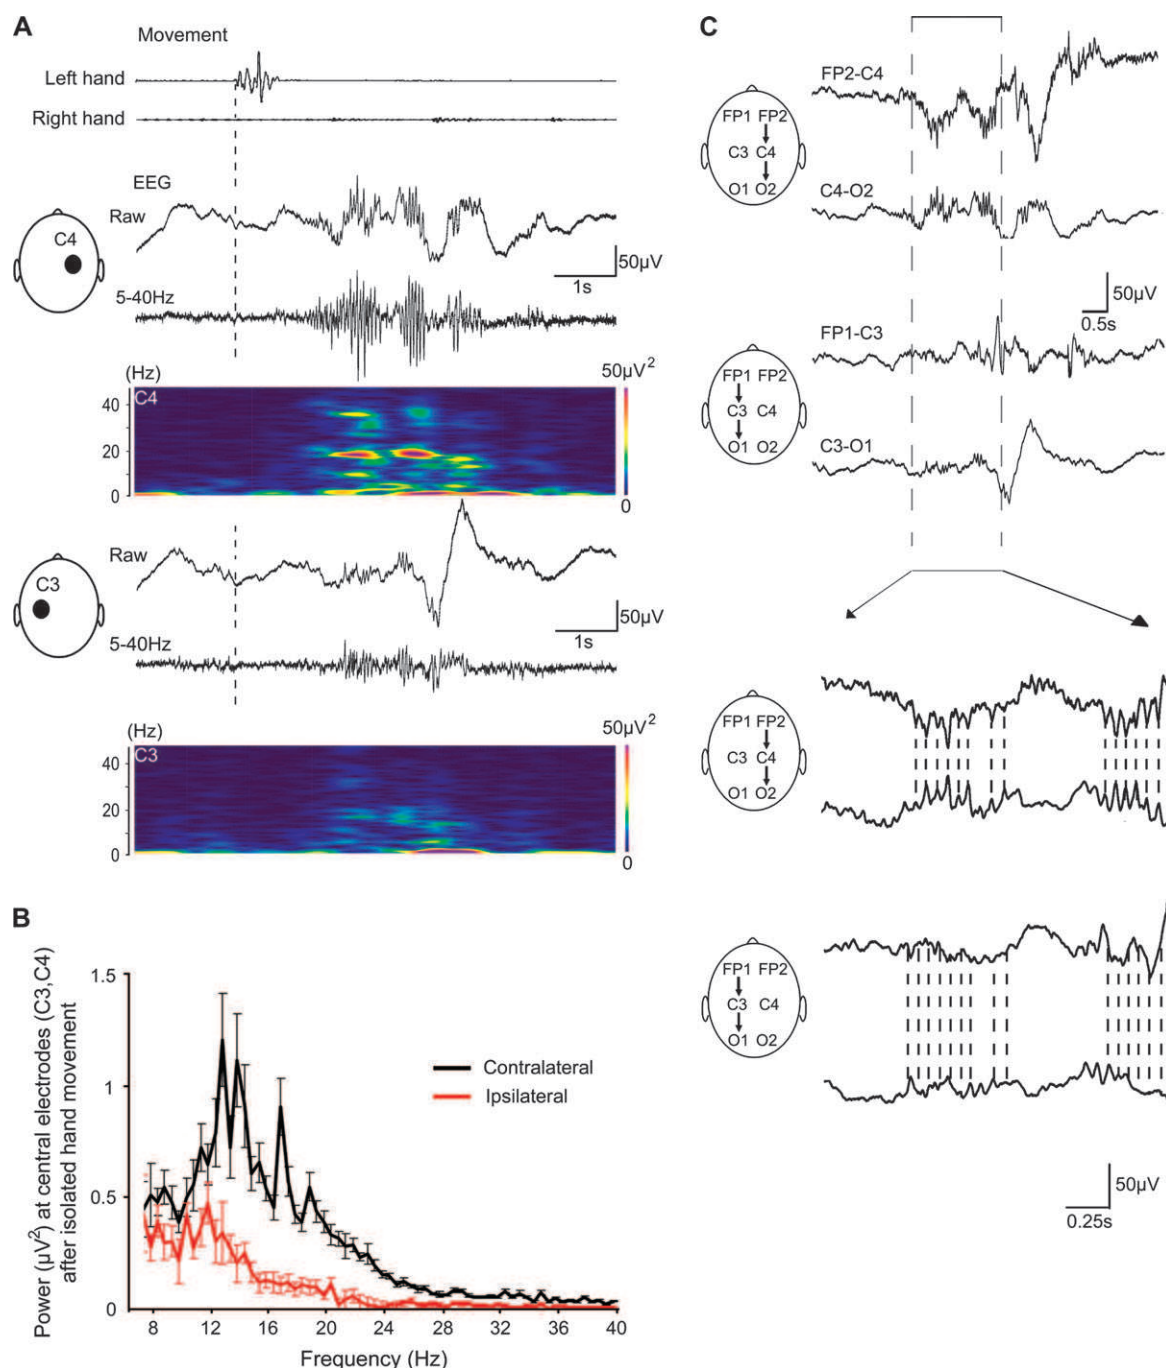 A
Movement
Left hand
Right hand
EEG
Raw
C4
50µV
1s
5-40Hz
(Hz)
50µV²
C4
40
20
0
0
Raw
C3
50µV
1s
5-40Hz
(Hz)
50µV²
C3
40
20
0
0
B
Power (µV²) at central electrodes (C3,C4)
after isolated hand movement
1.5
1
0.5
0
Contralateral
Ipsilateral
8 12 16 20 24 28 32 36 40
Frequency (Hz)
C
FP2-C4
FP1 FP2
C3 C4
O1 O2
C4-O2
50µV
0.5s
FP1-C3
FP1 FP2
C3 C4
O1 O2
C3-O1
FP1 FP2
C3 C4
O1 O2
FP1 FP2
C3 C4
O1 O2
50µV
0.25s